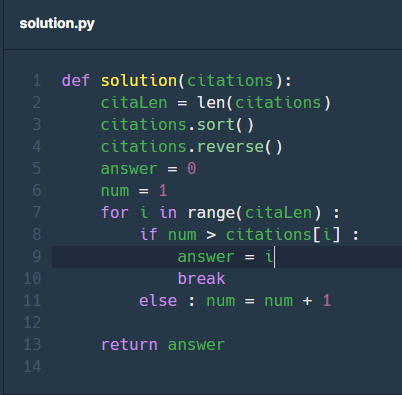 solution.py
1 def solution(citations):
2     citaLen = len(citations)
3     citations.sort()
4     citations.reverse()
5     answer = 0
6     num = 1
7     for i in range(citaLen) :
8         if num > citations[i] :
9             answer = i
10             break
11         else : num = num + 1
12
13     return answer
14